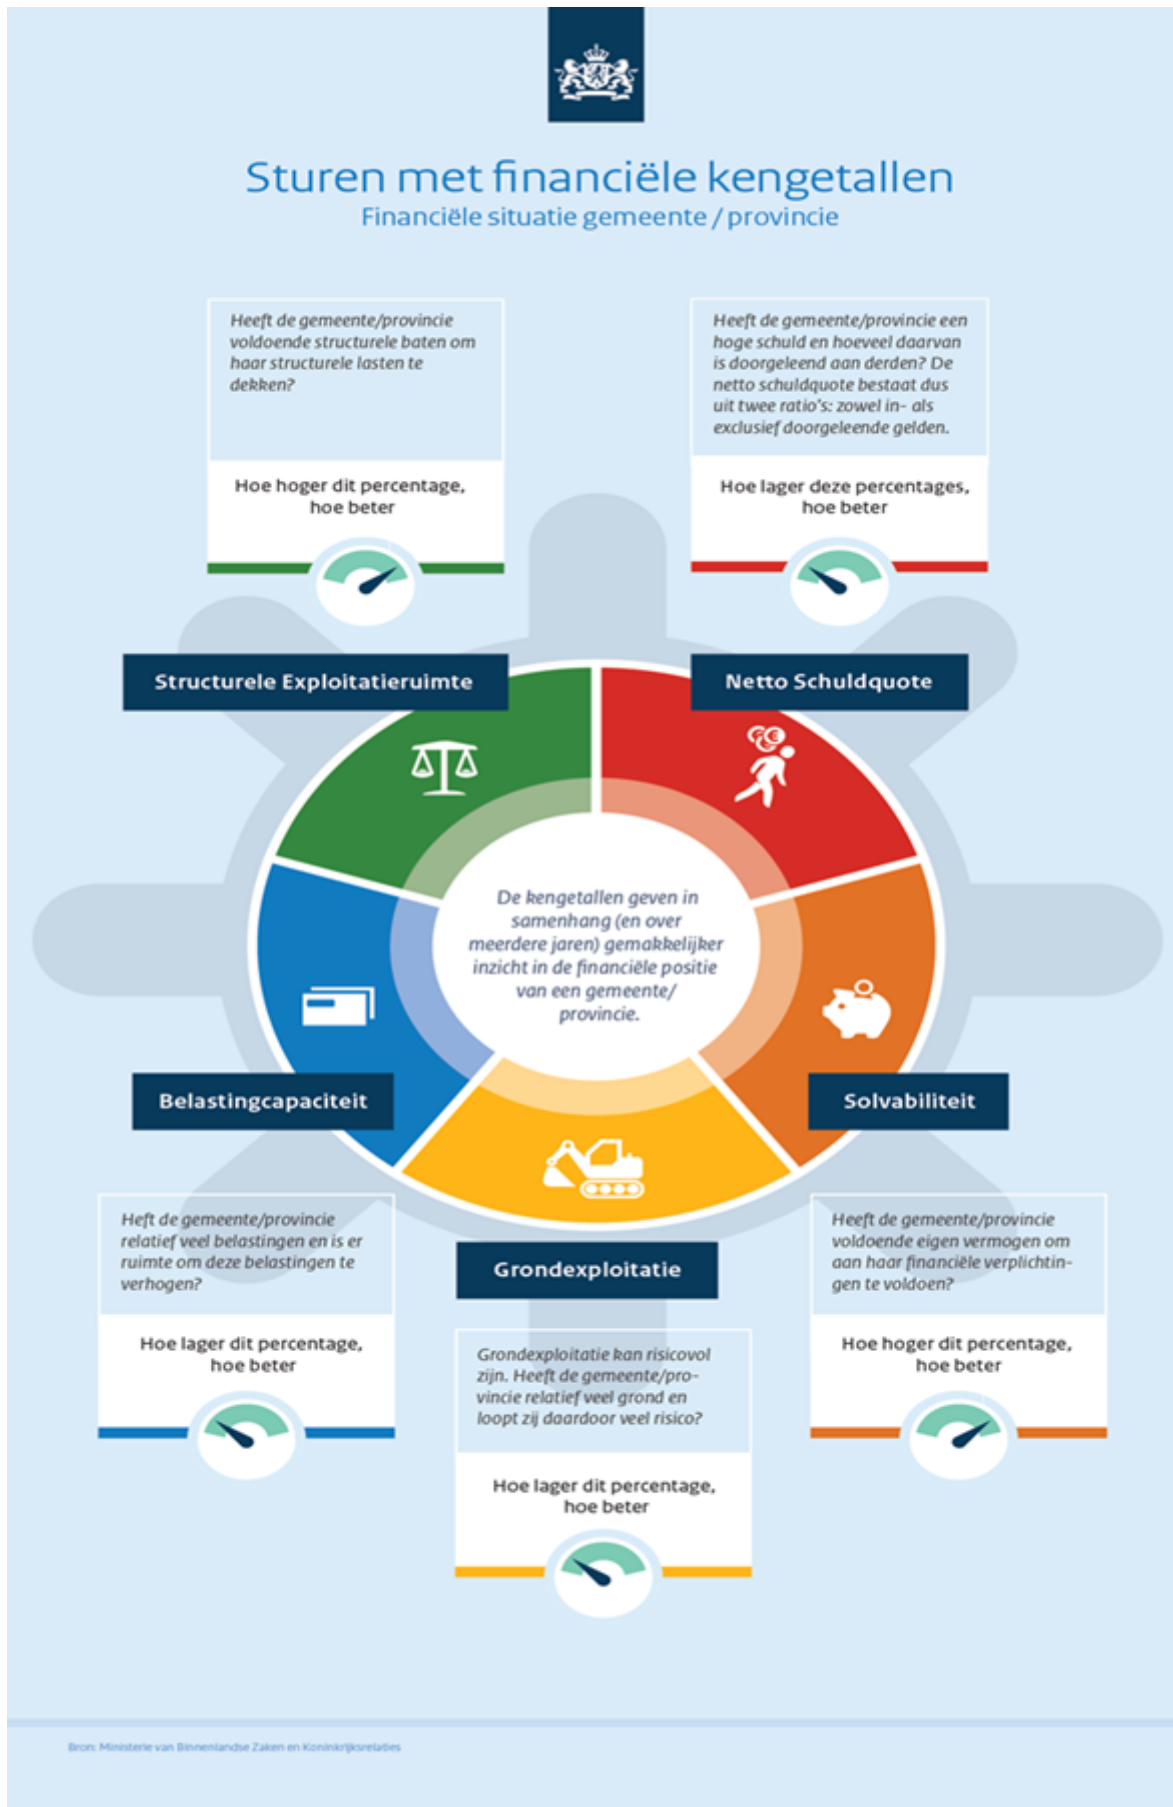 Sturen met financiële kengetallen
Financiële situatie gemeente / provincie
Heeft de gemeente/provincie
voldoende structurele baten om
haar structurele lasten te
dekken?
Hoe hoger dit percentage,
hoe beter
Heeft de gemeente/provincie een
hoge schuld en hoeveel daarvan
is doorgeleend aan derden? De
netto schuldquote bestaat dus
uit twee ratio's: zowel in- als
exclusief doorgeleende gelden.
Hoe lager deze percentages,
hoe beter
Structurele Exploitatieruimte
Netto Schuldquote
De kengetallen geven in
samenhang (en over
meerdere jaren) gemakkelijker
inzicht in de financiële positie
van een gemeente/
provincie.
Belastingcapaciteit
Solvabiliteit
Heft de gemeente/provincie
relatief veel belastingen en is er
ruimte om deze belastingen te
verhogen?
Hoe lager dit percentage,
hoe beter
Grondexploitatie
Grondexploitatie kan risicovol
zijn. Heeft de gemeente/pro-
vincie relatief veel grond en
loopt zij daardoor veel risico?
Hoe lager dit percentage,
hoe beter
Heeft de gemeente/provincie
voldoende eigen vermogen om
aan haar financiële verplichtin-
gen te voldoen?
Hoe hoger dit percentage,
hoe beter
Bron: Ministerie van Binnenlandse Zaken en Koninkrijksrelaties